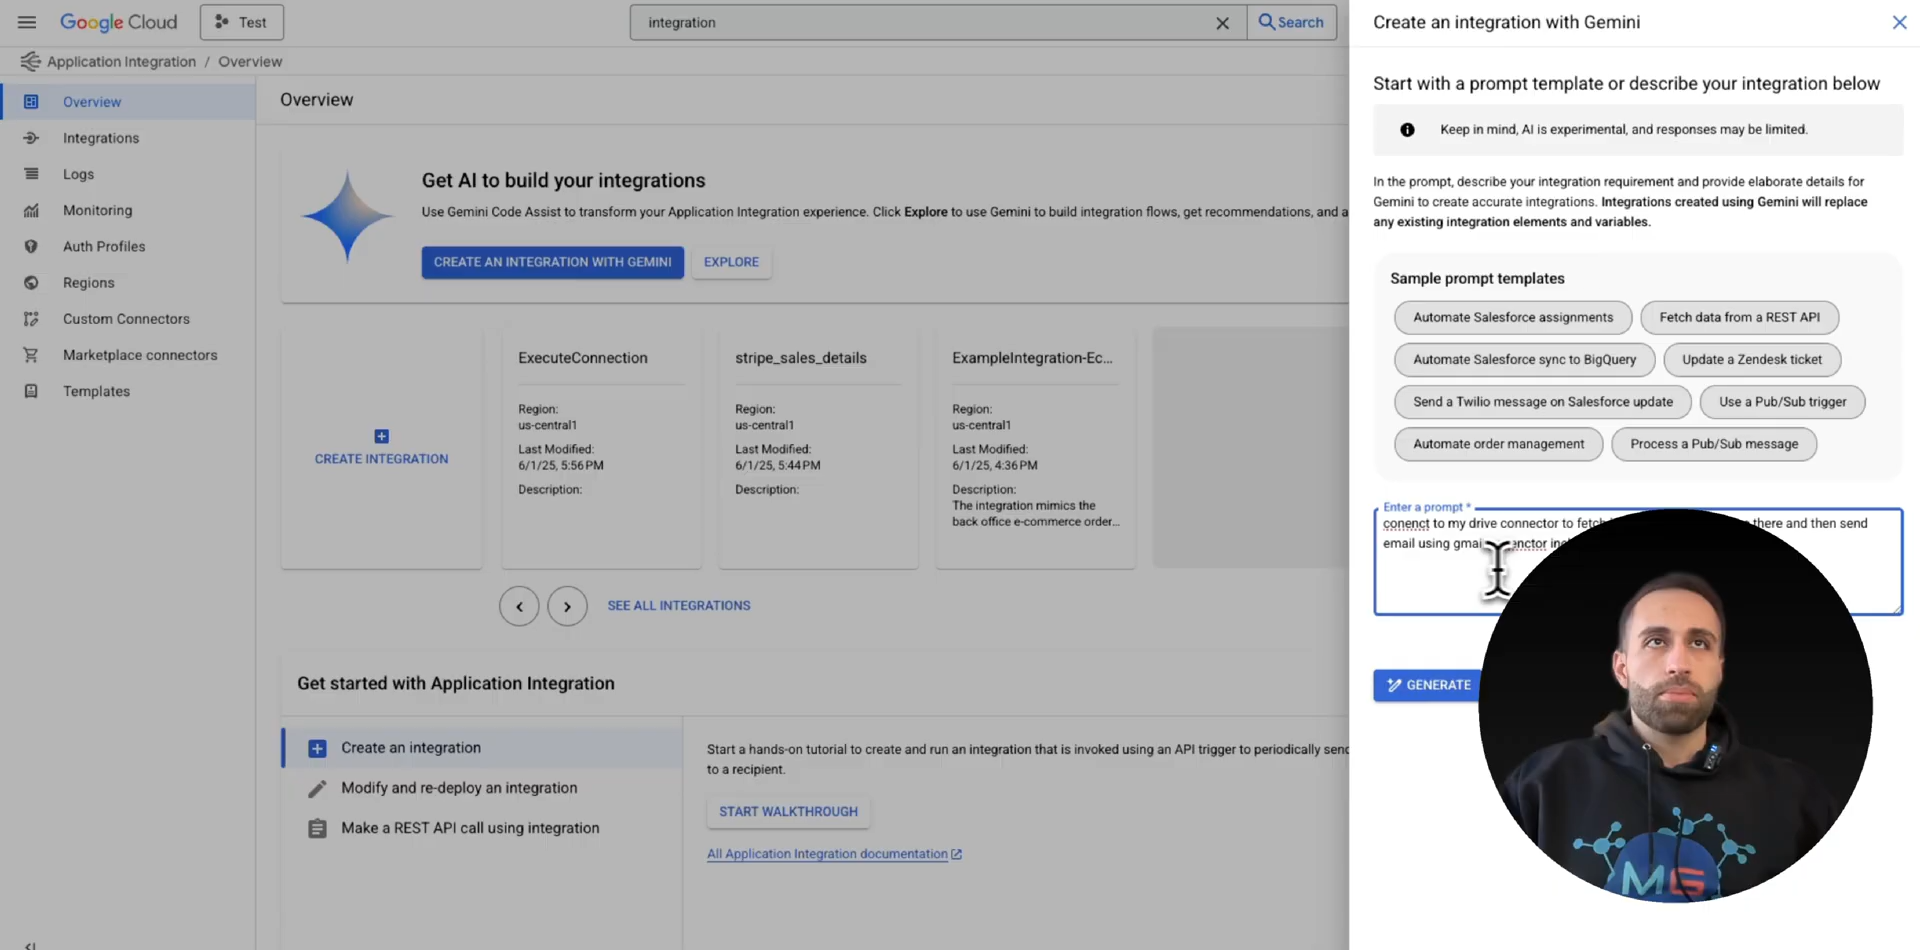 Google Cloud
Test
integration
Search
Application Integration / Overview
Overview
Integrations
Logs
Monitoring
Auth Profiles
Regions
Custom Connectors
Marketplace connectors
Templates
Overview
Get AI to build your integrations
Use Gemini Code Assist to transform your Application Integration experience. Click Explore to use Gemini to build integration flows, get recommendations, and a
CREATE AN INTEGRATION WITH GEMINI
EXPLORE
CREATE INTEGRATION
ExecuteConnection
Region:
us-central1
Last Modified:
6/1/25, 5:56 PM
Description:
stripe_sales_details
Region:
us-central1
Last Modified:
6/1/25, 5:44 PM
Description:
ExampleIntegration-Ec...
Region:
us-central1
Last Modified:
6/1/25, 4:36 PM
Description:
The integration mimics the
back office e-commerce order...
SEE ALL INTEGRATIONS
Get started with Application Integration
Create an integration
Modify and re-deploy an integration
Make a REST API call using integration
Start a hands-on tutorial to create and run an integration that is invoked using an API trigger to periodically send
to a recipient.
START WALKTHROUGH
All Application Integration documentation
Create an integration with Gemini
Start with a prompt template or describe your integration below
Keep in mind, AI is experimental, and responses may be limited.
In the prompt, describe your integration requirement and provide elaborate details for
Gemini to create accurate integrations. Integrations created using Gemini will replace
any existing integration elements and variables.
Sample prompt templates
Automate Salesforce assignments
Fetch data from a REST API
Automate Salesforce sync to BigQuery
Update a Zendesk ticket
Send a Twilio message on Salesforce update
Use a Pub/Sub trigger
Automate order management
Process a Pub/Sub message
Enter a prompt *
conenct to my drive connector to fetch there and then send
email using
GENERATE
MG